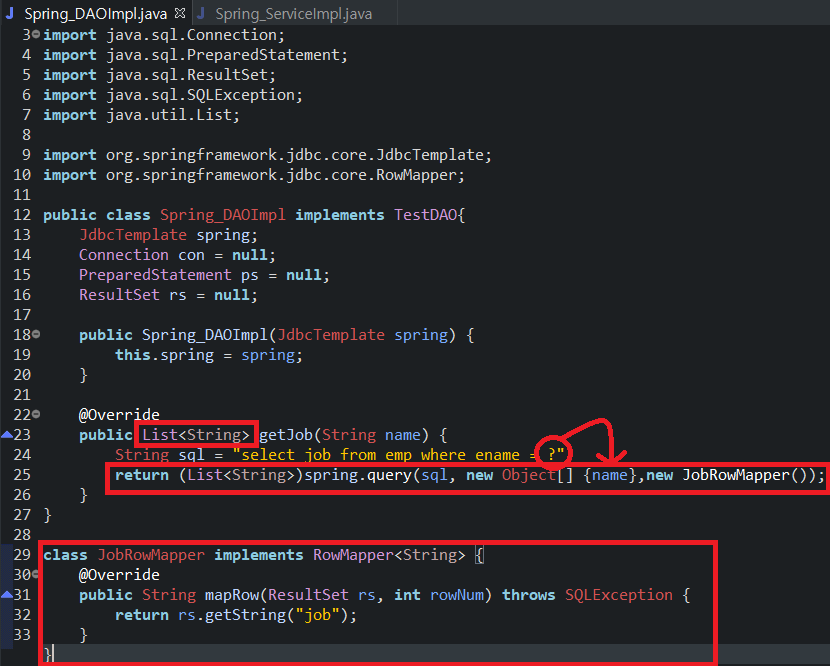 Spring_DAOImpl.java Spring_ServiceImpl.java
3 import java.sql.Connection;
4 import java.sql.PreparedStatement;
5 import java.sql.ResultSet;
6 import java.sql.SQLException;
7 import java.util.List;
8
9 import org.springframework.jdbc.core.JdbcTemplate;
10 import org.springframework.jdbc.core.RowMapper;
11
12 public class Spring_DAOImpl implements TestDAO{
13     JdbcTemplate spring;
14     Connection con = null;
15     PreparedStatement ps = null;
16     ResultSet rs = null;
17
18     public Spring_DAOImpl(JdbcTemplate spring) {
19         this.spring = spring;
20     }
21
22     @Override
23     public List<String> getJob(String name) {
24         String sql = "select job from emp where ename = ?"
25         return (List<String>)spring.query(sql, new Object[] {name},new JobRowMapper());
26     }
27 }
28
29 class JobRowMapper implements RowMapper<String> {
30     @Override
31     public String mapRow(ResultSet rs, int rowNum) throws SQLException {
32         return rs.getString("job");
33     }
}